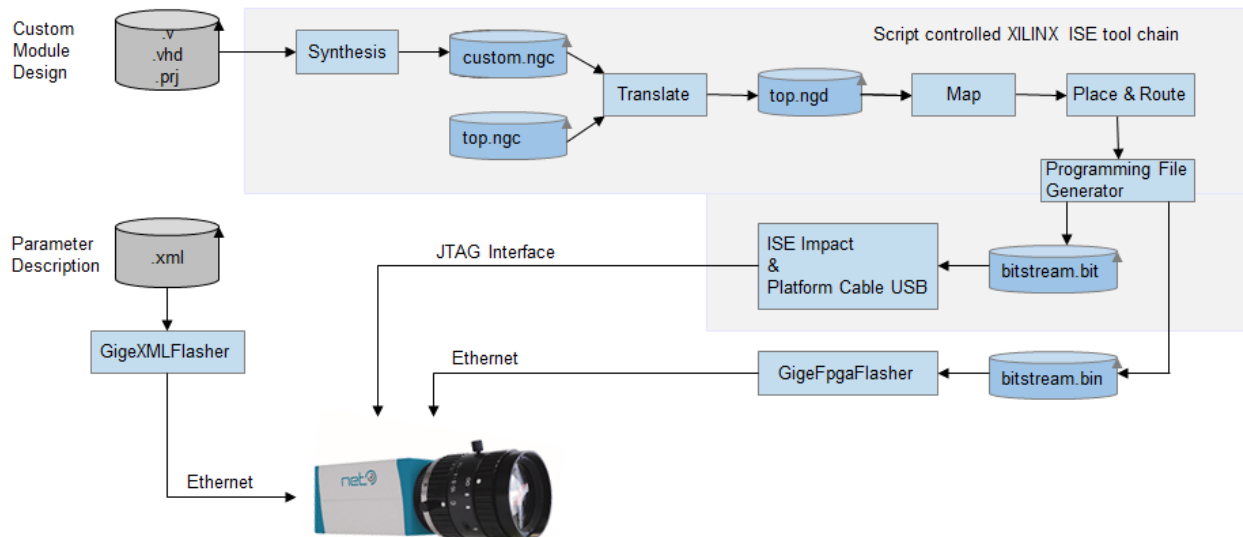 Custom
Module
Design
.v
.vhd
.prj
Synthesis
custom.ngc
top.ngc
Translate
top.ngd
Map
Place & Route
Script controlled XILINX ISE tool chain
Programming File
Generator
Parameter
Description
.xml
JTAG Interface
ISE Impact
&
Platform Cable USB
bitstream.bit
GigeXMLFlasher
Ethernet
GigeFpgaFlasher
bitstream.bin
Ethernet
net